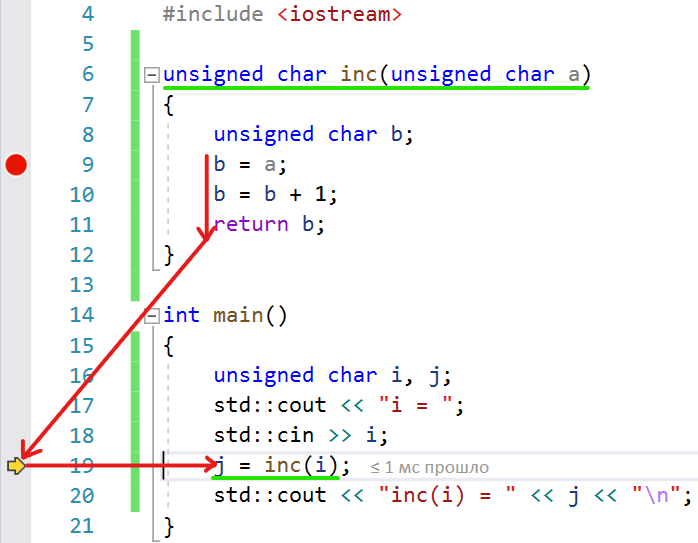 4 #include <iostream>
5
6 unsigned char inc(unsigned char a)
7 {
8 unsigned char b;
9 b = a;
10 b = b + 1;
11 return b;
12 }
13
14 int main()
15 {
16 unsigned char i, j;
17 std::cout << "i = ";
18 std::cin >> i;
19 j = inc(i); ≤ 1 мс прошло
20 std::cout << "inc(i) = " << j << "\n";
21 }